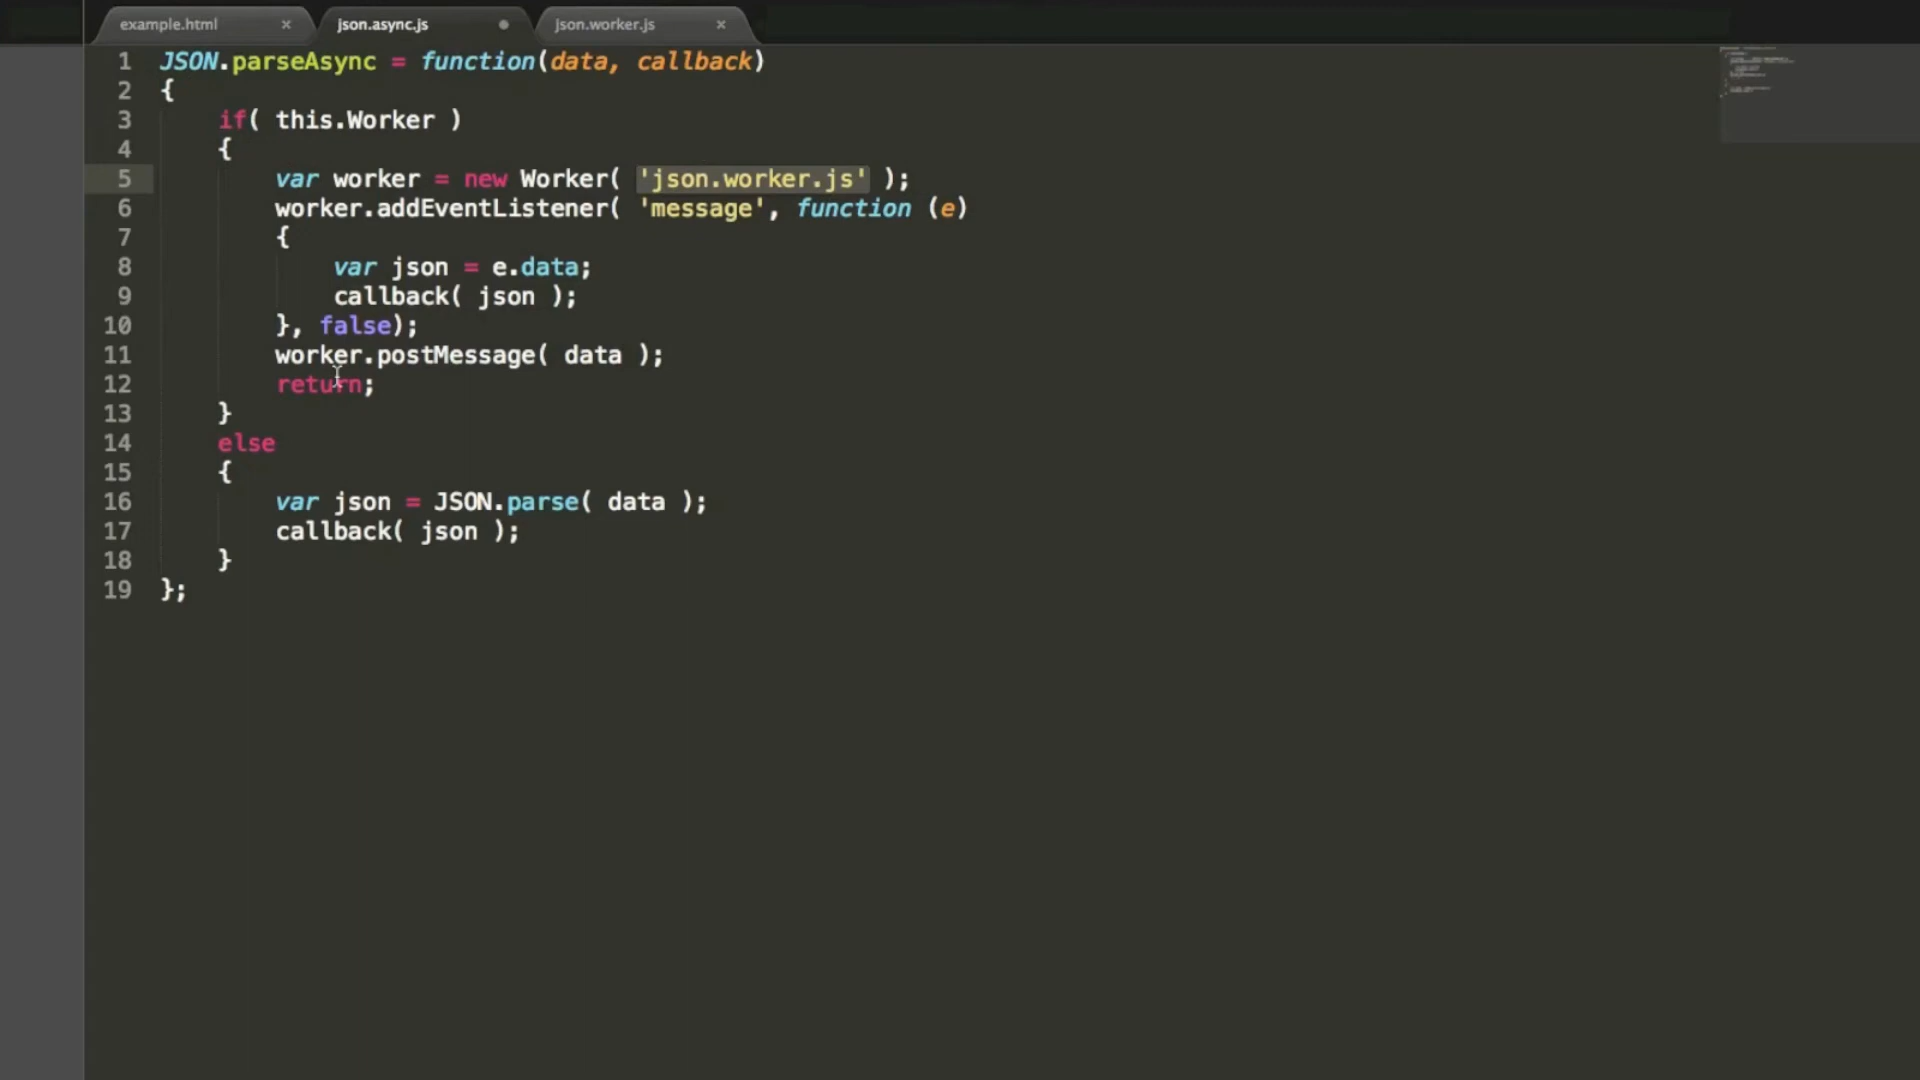 example.html × json.async.js json.worker.js ×
1 JSON.parseAsync = function(data, callback)
2 {
3 if( this.Worker )
4 {
5 var worker = new Worker( 'json.worker.js' );
6 worker.addEventListener( 'message', function (e)
7 {
8 var json = e.data;
9 callback( json );
10 }, false);
11 worker.postMessage( data );
12 return;
13 }
14 else
15 {
16 var json = JSON.parse( data );
17 callback( json );
18 }
19 };